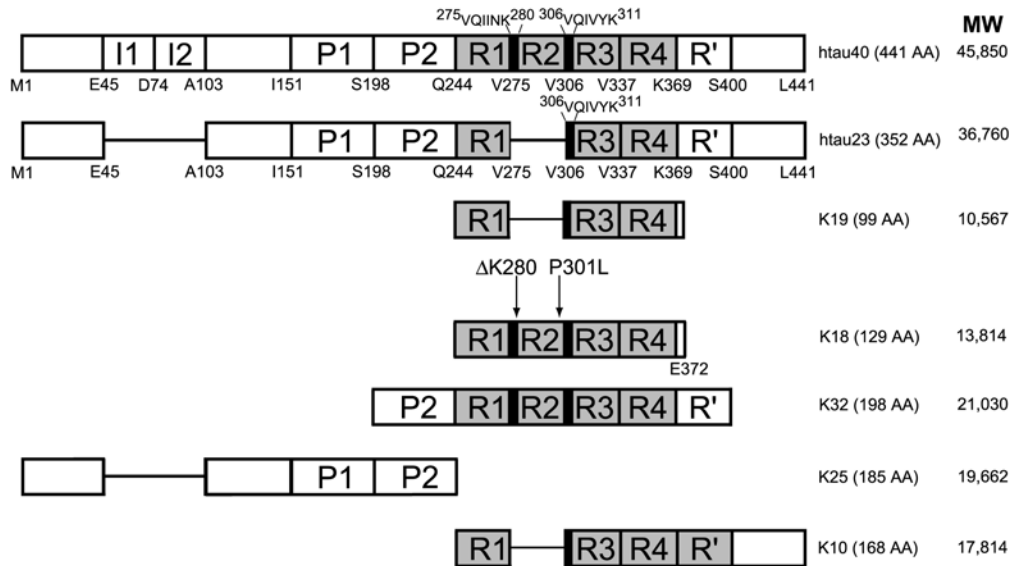 ²⁷⁵VQIINK²⁸⁰ ³⁰⁶VQIVYK³¹¹ MW
I1 I2 P1 P2 R1 R2 R3 R4 R' htau40 (441 AA) 45,850
M1 E45 D74 A103 I151 S198 Q244 V275 V306 V337 K369 S400 L441
³⁰⁶VQIVYK³¹¹
P1 P2 R1 R3 R4 R' htau23 (352 AA) 36,760
M1 E45 A103 I151 S198 Q244 V275 V306 V337 K369 S400 L441
R1 R3 R4 K19 (99 AA) 10,567
ΔK280 P301L
R1 R2 R3 R4 K18 (129 AA) 13,814
E372
P2 R1 R2 R3 R4 R' K32 (198 AA) 21,030
P1 P2 K25 (185 AA) 19,662
R1 R3 R4 R' K10 (168 AA) 17,814